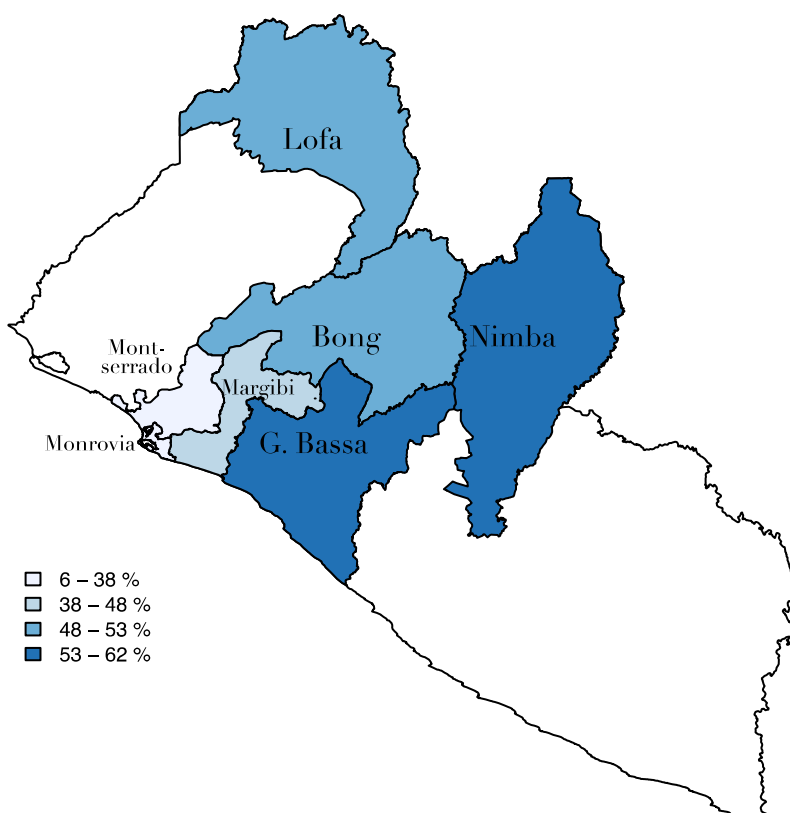 Lofa
Bong
Nimba
Mont-
serrado
Margibi
Monrovia
G. Bassa
6 – 38 %
38 – 48 %
48 – 53 %
53 – 62 %